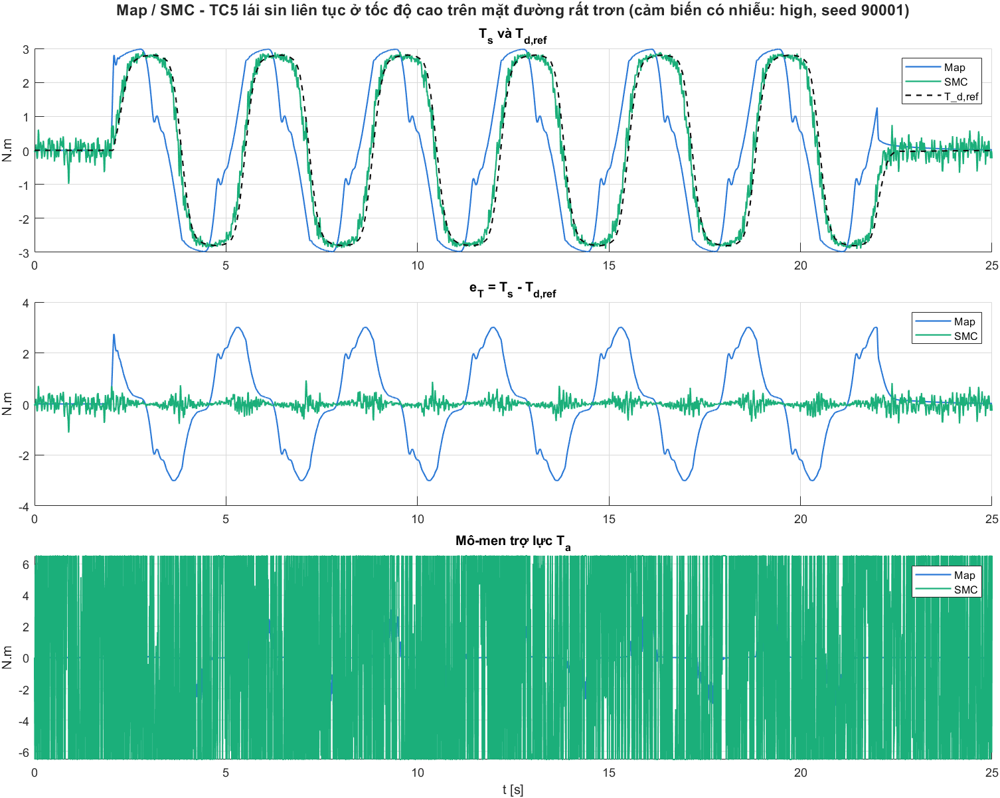 Map / SMC - TC5 lái sin liên tục ở tốc độ cao trên mặt đường rất trơn (cảm biến có nhiễu: high, seed 90001)
T_s và T_d,ref
3
2
1
0
-1
-2
-3
N.m
Map
SMC
T_d,ref
0 5 10 15 20 25
e_T = T_s - T_d,ref
4
2
0
-2
-4
N.m
Map
SMC
0 5 10 15 20 25
Mô-men trợ lực T_a
6
4
2
0
-2
-4
-6
N.m
Map
SMC
0 5 10 15 20 25
t [s]